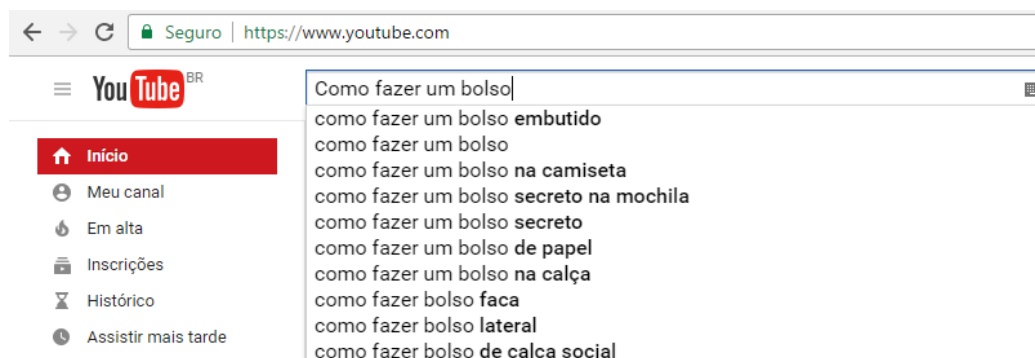 Seguro | https://www.youtube.com
YouTube BR
Como fazer um bolso
como fazer um bolso embutido
como fazer um bolso
como fazer um bolso na camiseta
como fazer um bolso secreto na mochila
como fazer um bolso secreto
como fazer um bolso de papel
como fazer um bolso na calça
como fazer bolso faca
como fazer bolso lateral
como fazer bolso de calça social
Início
Meu canal
Em alta
Inscrições
Histórico
Assistir mais tarde